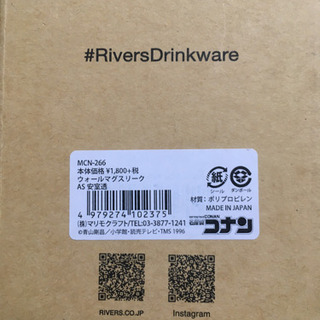 #RiversDrinkware
MCN-266
本体価格 ¥1,800+税
ウォールマグスリーク
AS 安室透
4 979274 102375
(株)マリモクラフト/TEL:03-3877-1241
©青山剛昌/小学館・読売テレビ・TMS 1996
紙
シール
ダンボール
材質:ポリプロピレン
MADE IN JAPAN
CONAN
コナン
RIVERS.CO.JP
Instagram